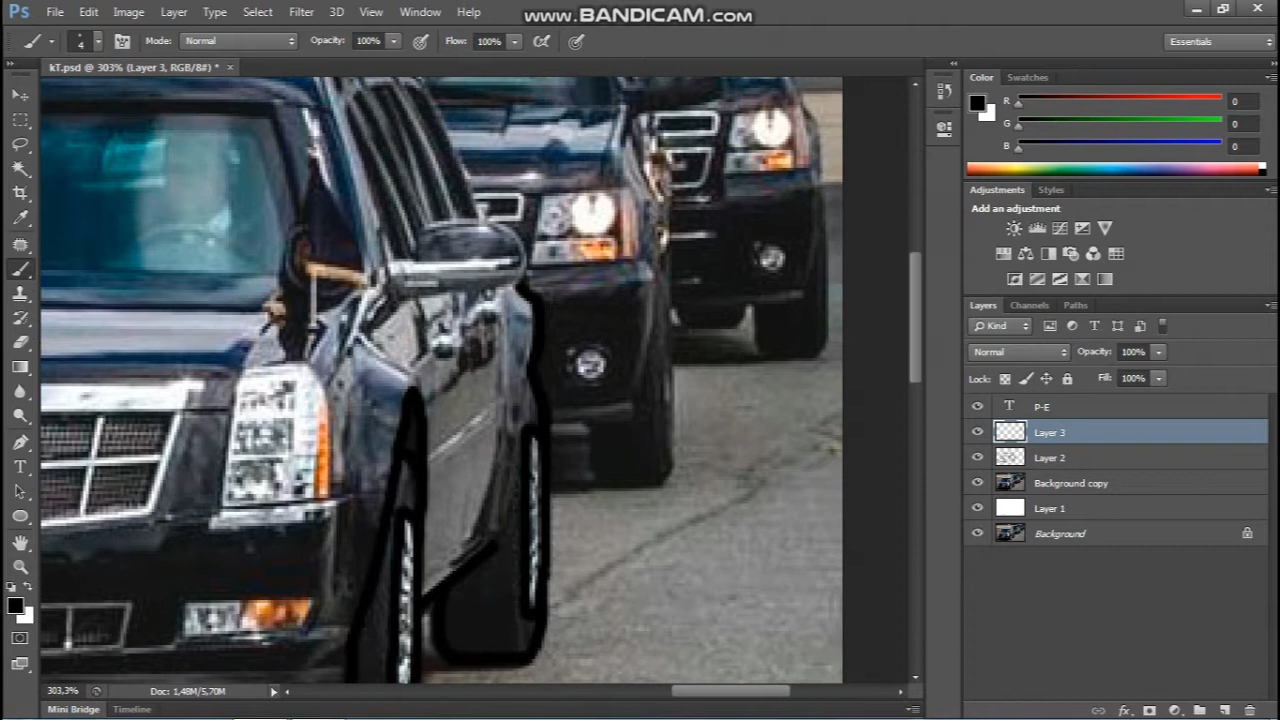 www.BANDICAM.com
Ps File Edit Image Layer Type Select Filter 3D View Window Help
4 Mode: Normal Opacity: 100% Flow: 100% Essentials
kT.psd @ 303% (Layer 3, RGB/8#) * ×
Color Swatches
R 0
G 0
B 0
Adjustments Styles
Add an adjustment
Layers Channels Paths
Kind
Normal Opacity: 100%
Lock: Fill: 100%
T P-E
Layer 3
Layer 2
Background copy
Layer 1
Background
303,3% Doc: 1,48M/5,70M
Mini Bridge Timeline